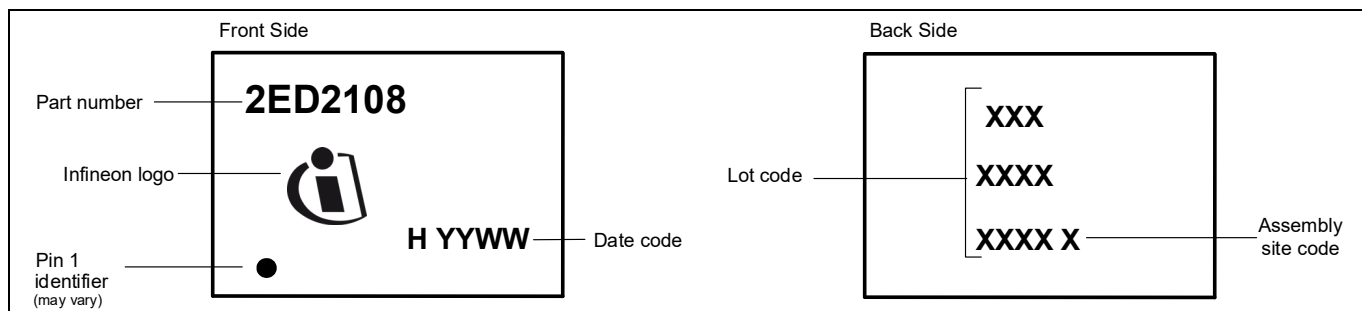 Front Side
Part number
2ED2108
Infineon logo
H YYWW
Date code
Pin 1
identifier
(may vary)
Back Side
Lot code
XXX
XXXX
XXXX X
Assembly
site code